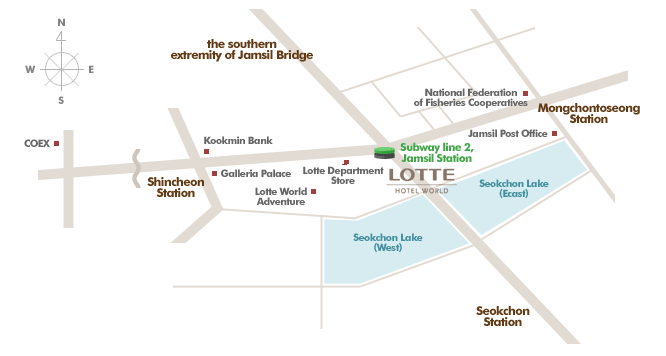 N
W
E
S
the southern
extremity of Jamsil Bridge
National Federation
of Fisheries Cooperatives
Mongchontoseong
Station
Jamsil Post Office
COEX
Kookmin Bank
Subway line 2,
Jamsil Station
Shincheon
Station
Galleria Palace
Lotte Department
Store
LOTTE
HOTEL WORLD
Lotte World
Adventure
Seokchon Lake
(Ecast)
Seokchon Lake
(West)
Seokchon
Station